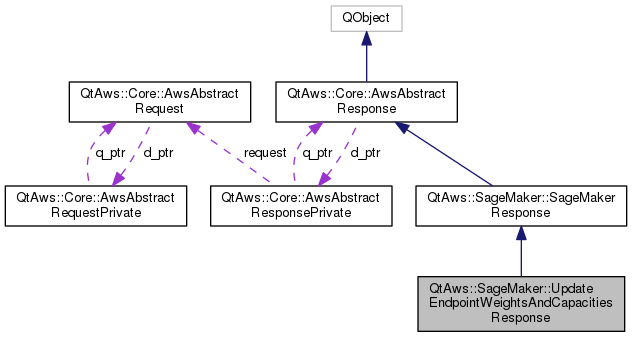 QObject
QtAws::Core::AwsAbstract
Request
QtAws::Core::AwsAbstract
Response
q_ptr
d_ptr
request
q_ptr
d_ptr
QtAws::Core::AwsAbstract
RequestPrivate
QtAws::Core::AwsAbstract
ResponsePrivate
QtAws::SageMaker::SageMaker
Response
QtAws::SageMaker::Update
EndpointWeightsAndCapacities
Response